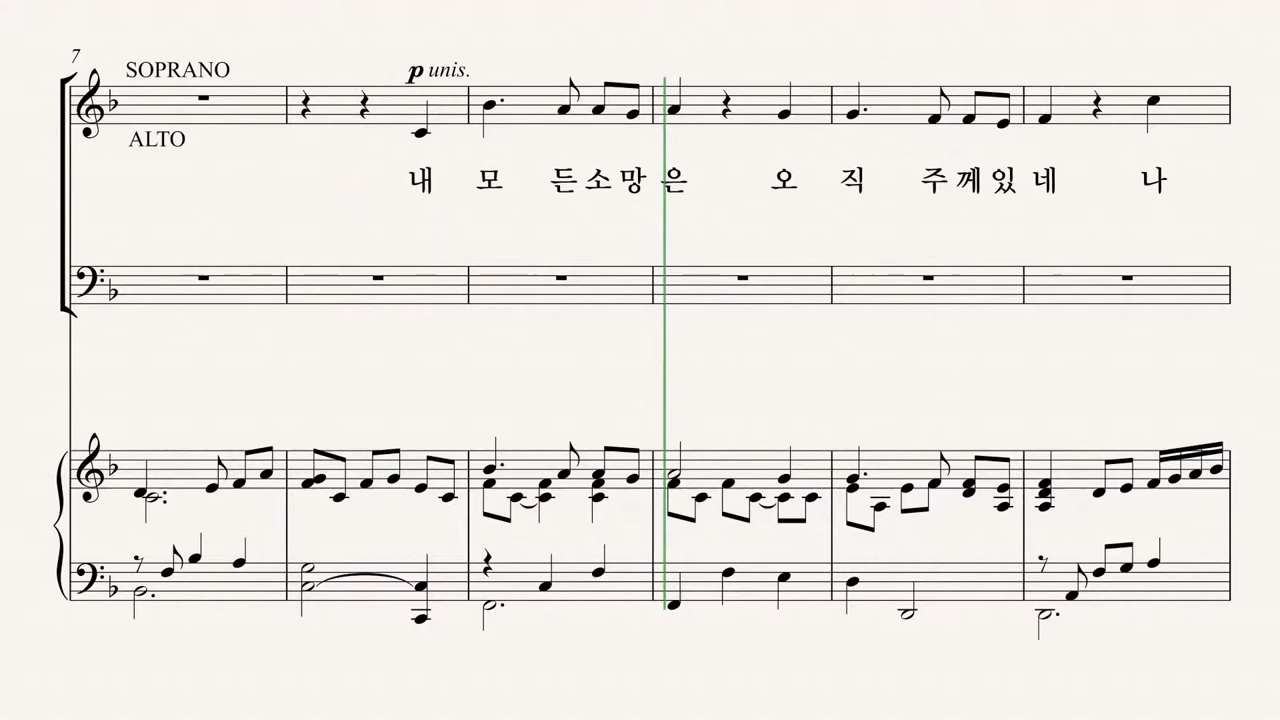 7
SOPRANO
p unis.
ALTO
내 모 든 소 망 은 오 직 주 께 있 네 나